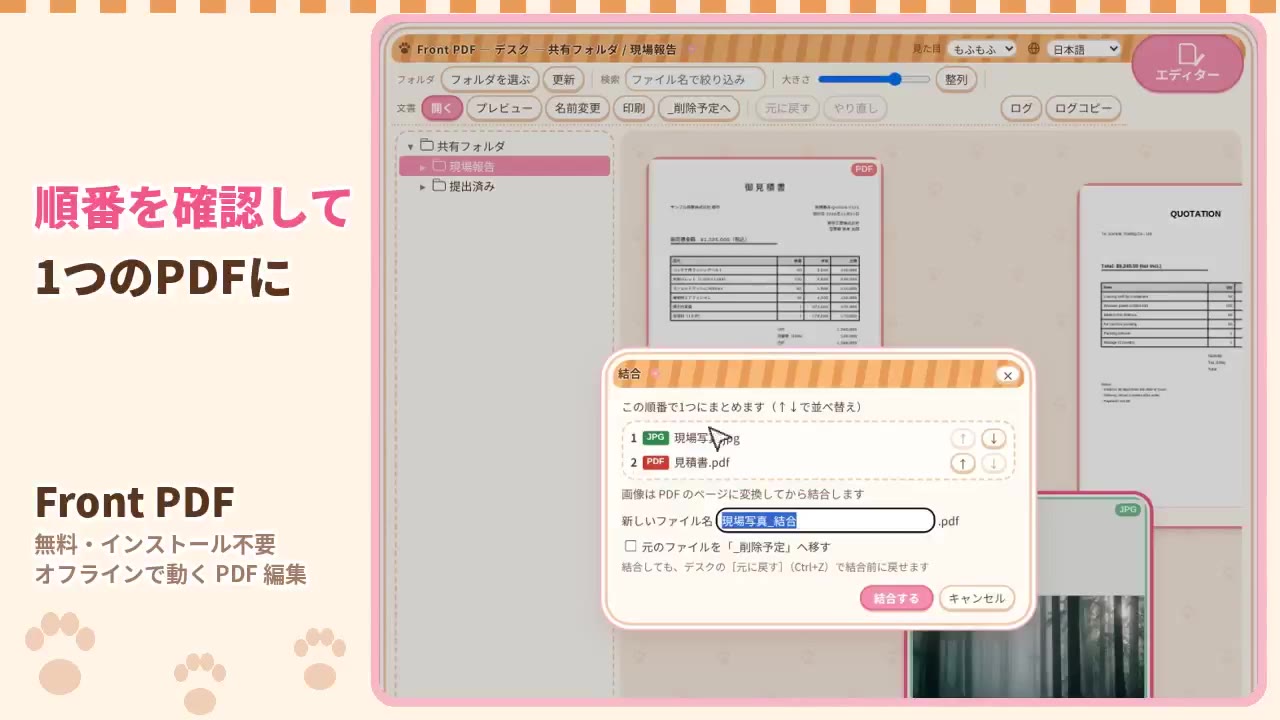 順番を確認して
1つのPDFに
Front PDF
無料・インストール不要
オフラインで動く PDF 編集
Front PDF — デスク — 共有フォルダ / 現場報告
見た目 もふもふ 日本語
エディター
フォルダ フォルダを選ぶ 更新 検索 ファイル名で絞り込み 大きさ 整列
文書 開く プレビュー 名前変更 印刷 _削除予定へ 元に戻す やり直し ログ ログコピー
共有フォルダ
現場報告
提出済み
PDF
御見積書
QUOTATION
JPG
結合
×
この順番で1つにまとめます（↑↓で並べ替え）
1 JPG 現場写真.jpg ↑ ↓
2 PDF 見積書.pdf ↑ ↓
画像は PDF のページに変換してから結合します
新しいファイル名 現場写真_結合 .pdf
元のファイルを「_削除予定」へ移す
結合しても、デスクの［元に戻す］（Ctrl+Z）で結合前に戻せます
結合する キャンセル